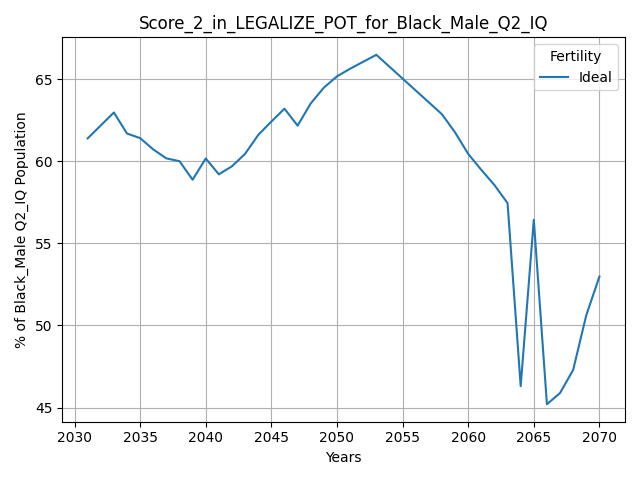 Score_2_in_LEGALIZE_POT_for_Black_Male_Q2_IQ
Fertility
Ideal
% of Black_Male Q2_IQ Population
65
60
55
50
45
2030 2035 2040 2045 2050 2055 2060 2065 2070
Years